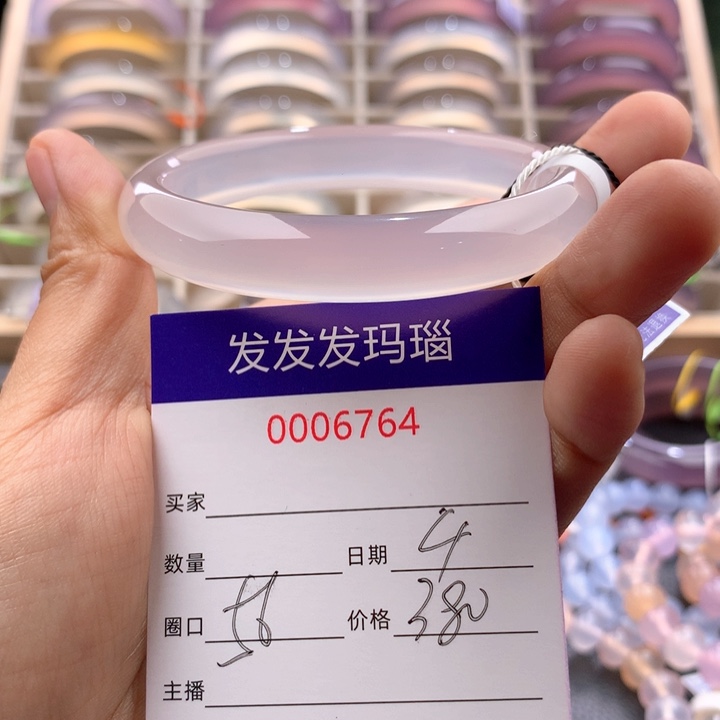 发发发玛瑙
0006764
买家
数量 日期 4
圈口 56 价格 380
主播